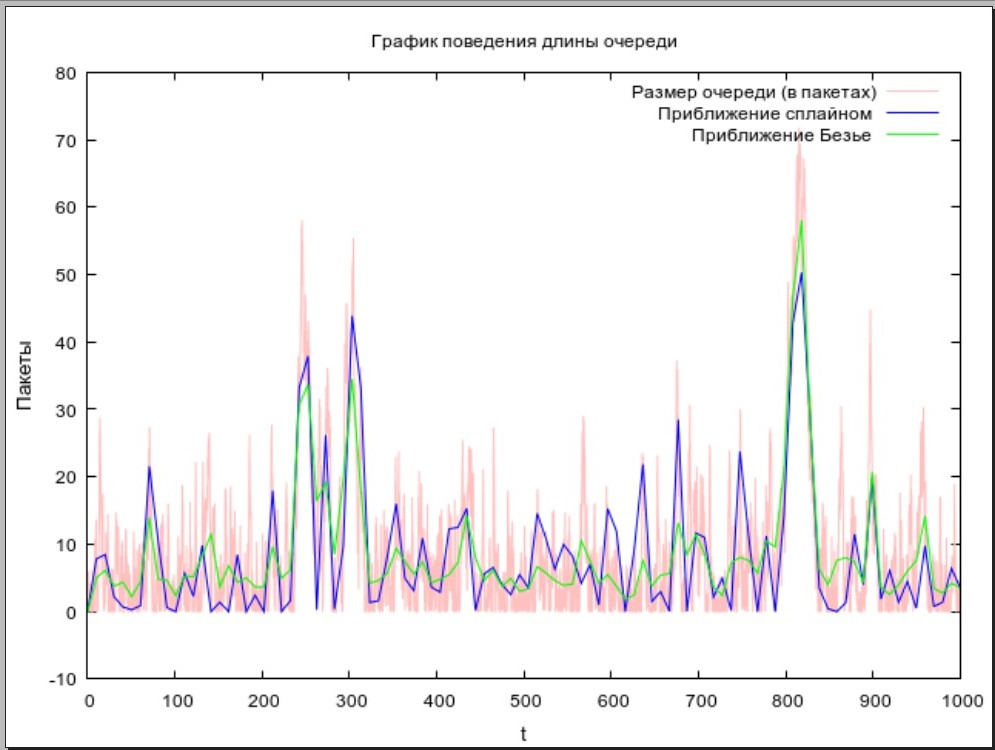 График поведения длины очереди
80
Размер очереди (в пакетах)
Приближение сплайном
Приближение Безье
70
60
50
40
30
20
10
0
-10
Пакеты
0 100 200 300 400 500 600 700 800 900 1000
t